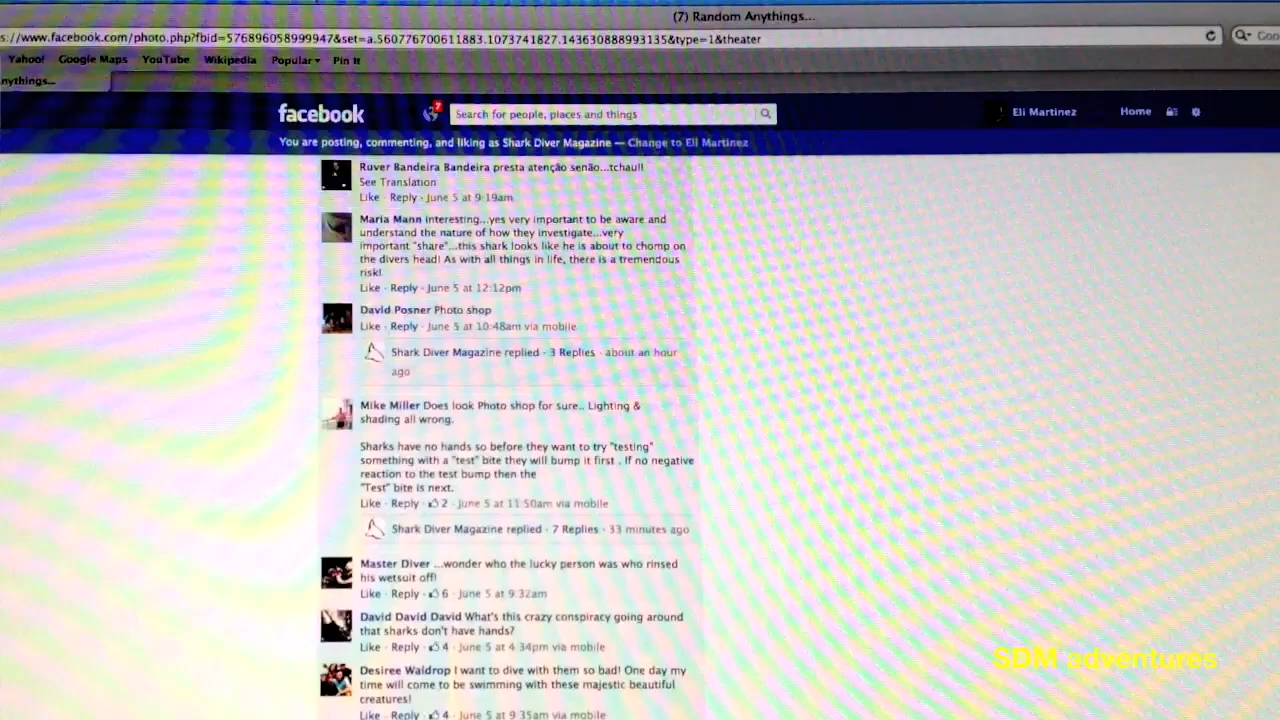 (7) Random Anythings...
s://www.facebook.com/photo.php?fbid=576896058999947&set=a.560776700611883.1073741827.143630888993135&type=1&theater
Yahoo! Google Maps YouTube Wikipedia Popular Pin It
nythings...
facebook 7 Search for people, places and things Eli Martinez Home
You are posting, commenting, and liking as Shark Diver Magazine — Change to Eli Martinez
Ruver Bandeira Bandeira presta atenção senão...tchau!!
See Translation
Like · Reply · June 5 at 9:19am
Maria Mann interesting...yes very important to be aware and
understand the nature of how they investigate...very
important "share"...this shark looks like he is about to chomp on
the divers head! As with all things in life, there is a tremendous
risk!
Like · Reply · June 5 at 12:12pm
David Posner Photo shop
Like · Reply · June 5 at 10:48am via mobile
Shark Diver Magazine replied · 3 Replies · about an hour
ago
Mike Miller Does look Photo shop for sure.. Lighting &
shading all wrong.
Sharks have no hands so before they want to try "testing"
something with a "test" bite they will bump it first . If no negative
reaction to the test bump then the
"Test" bite is next.
Like · Reply · 2 · June 5 at 11:50am via mobile
Shark Diver Magazine replied · 7 Replies · 33 minutes ago
Master Diver ...wonder who the lucky person was who rinsed
his wetsuit off!
Like · Reply · 6 · June 5 at 9:32am
David David David What's this crazy conspiracy going around
that sharks don't have hands?
Like · Reply · 4 · June 5 at 4:34pm via mobile
Desiree Waldrop I want to dive with them so bad! One day my
time will come to be swimming with these majestic beautiful
creatures!
Like · Reply · 4 · June 5 at 9:35am via mobile
SDM adventures